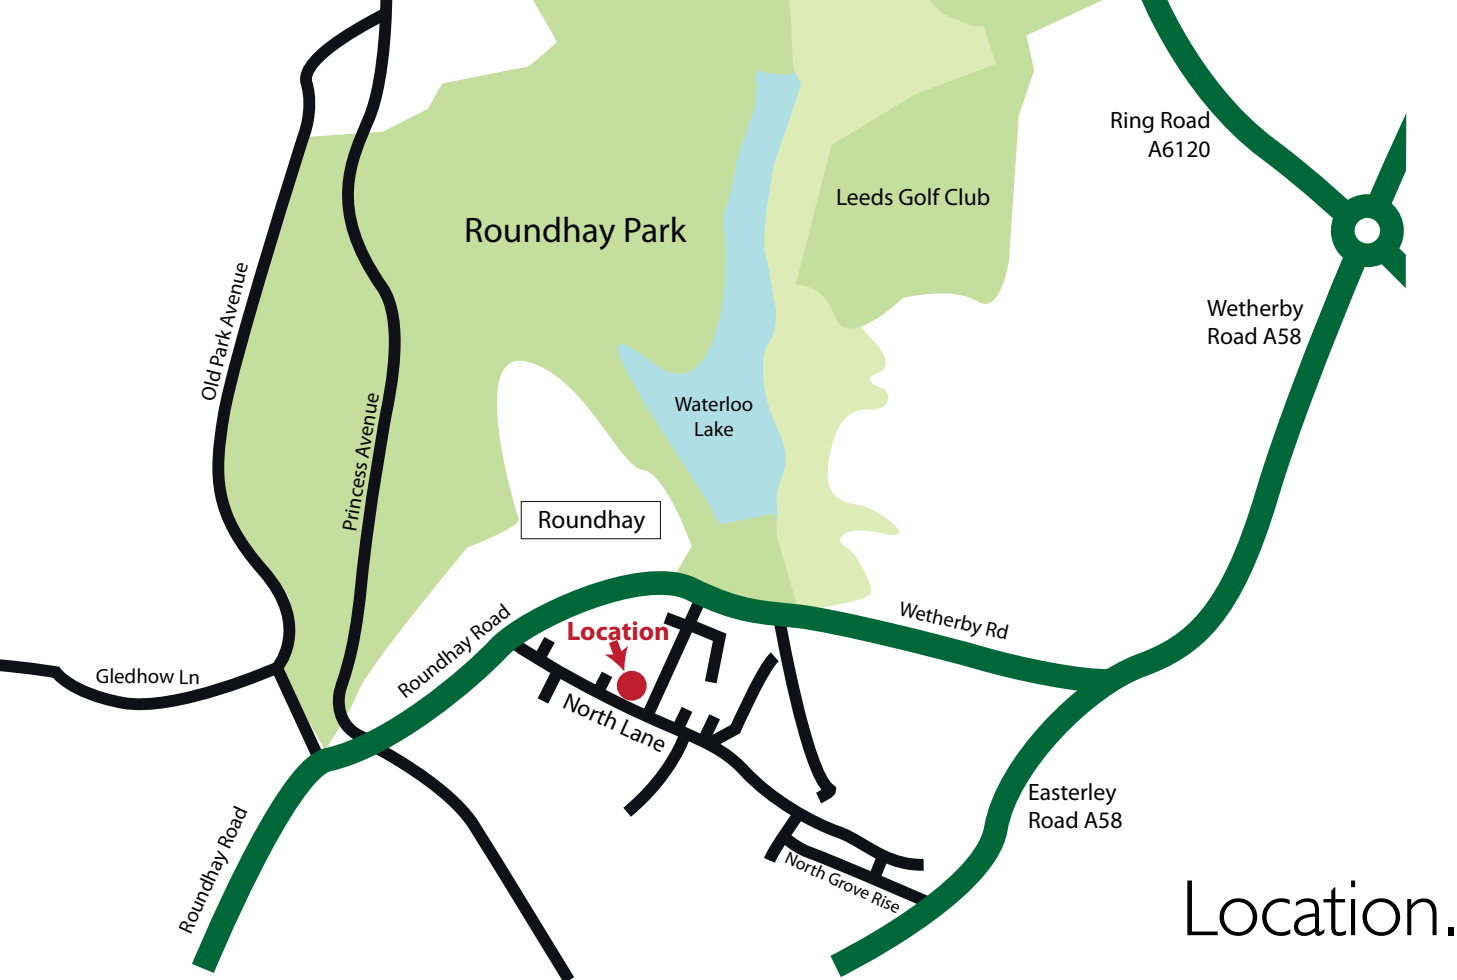 Ring Road
A6120
Leeds Golf Club
Roundhay Park
Old Park Avenue
Wetherby
Road A58
Princess Avenue
Waterloo
Lake
Roundhay
Wetherby Rd
Roundhay Road
Location
Gledhow Ln
North Lane
Easterley
Road A58
Roundhay Road
North Grove Rise
Location.